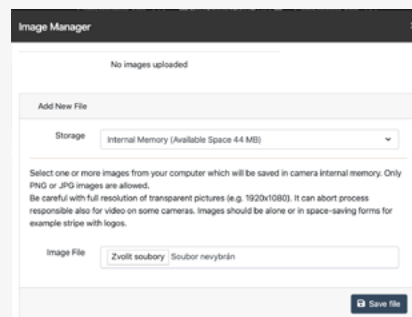 Image Manager
No images uploaded
Add New File
Storage
Internal Memory (Available Space 44 MB)
Select one or more images from your computer which will be saved in camera internal memory. Only
PNG or JPG images are allowed.
Be careful with full resolution of transparent pictures (e.g. 1920x1080). It can abort process
responsible also for video on some cameras. Images should be alone or in space-saving forms for
example stripe with logos.
Image File
Zvolit soubory Soubor nevybrán
Save file